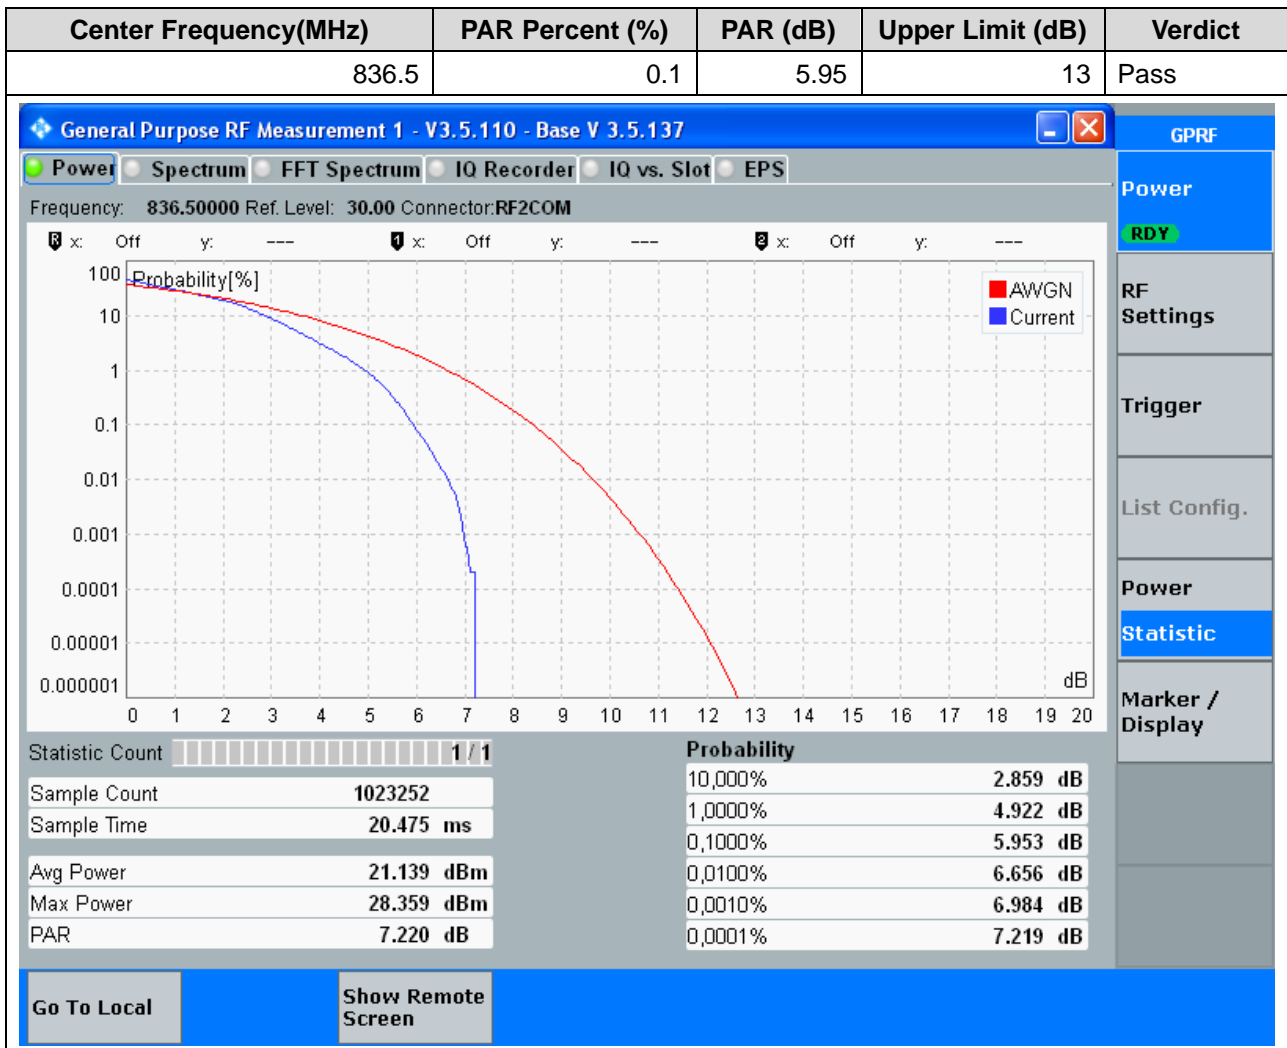 Center Frequency(MHz) PAR Percent (%) PAR (dB) Upper Limit (dB) Verdict
836.5 0.1 5.95 13 Pass
General Purpose RF Measurement 1 - V3.5.110 - Base V 3.5.137
GPRF
Power Spectrum FFT Spectrum IQ Recorder IQ vs. Slot EPS
Frequency: 836.50000 Ref. Level: 30.00 Connector:RF2COM
R x: Off y: --- 1 x: Off y: --- 2 x: Off y: ---
Probability[%]
AWGN
Current
100
10
1
0.1
0.01
0.001
0.0001
0.00001
0.000001
dB
0 1 2 3 4 5 6 7 8 9 10 11 12 13 14 15 16 17 18 19 20
Statistic Count 1 / 1
Sample Count 1023252
Sample Time 20.475 ms
Avg Power 21.139 dBm
Max Power 28.359 dBm
PAR 7.220 dB
Probability
10,000% 2.859 dB
1,0000% 4.922 dB
0,1000% 5.953 dB
0,0100% 6.656 dB
0,0010% 6.984 dB
0,0001% 7.219 dB
Power
RDY
RF
Settings
Trigger
List Config.
Power
Statistic
Marker /
Display
Go To Local
Show Remote
Screen